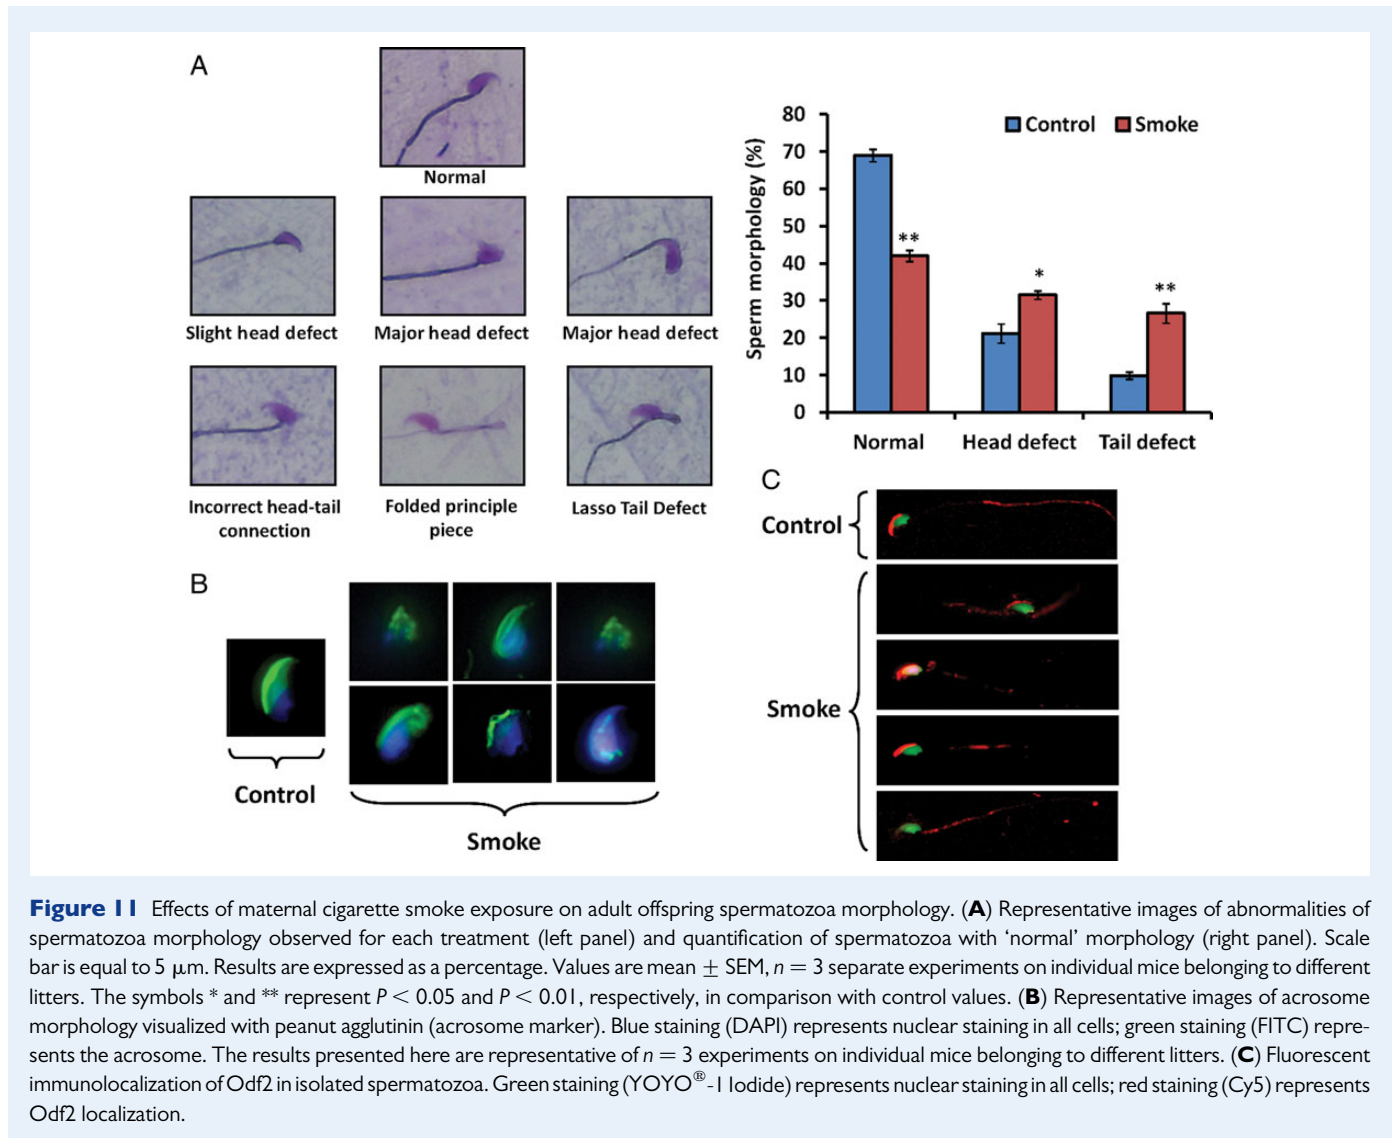 A
Normal
Slight head defect
Major head defect
Major head defect
Incorrect head-tail
connection
Folded principle
piece
Lasso Tail Defect
Control
Smoke
Sperm morphology (%)
80
70
60
50
40
30
20
10
0
**
*
**
Normal
Head defect
Tail defect
B
Control
Smoke
C
Control
Smoke
Figure 11 Effects of maternal cigarette smoke exposure on adult offspring spermatozoa morphology. (A) Representative images of abnormalities of
spermatozoa morphology observed for each treatment (left panel) and quantification of spermatozoa with ‘normal’ morphology (right panel). Scale
bar is equal to 5 μm. Results are expressed as a percentage. Values are mean ± SEM, n = 3 separate experiments on individual mice belonging to different
litters. The symbols * and ** represent P < 0.05 and P < 0.01, respectively, in comparison with control values. (B) Representative images of acrosome
morphology visualized with peanut agglutinin (acrosome marker). Blue staining (DAPI) represents nuclear staining in all cells; green staining (FITC) repre-
sents the acrosome. The results presented here are representative of n = 3 experiments on individual mice belonging to different litters. (C) Fluorescent
immunolocalization of Odf2 in isolated spermatozoa. Green staining (YOYO®-1 Iodide) represents nuclear staining in all cells; red staining (Cy5) represents
Odf2 localization.